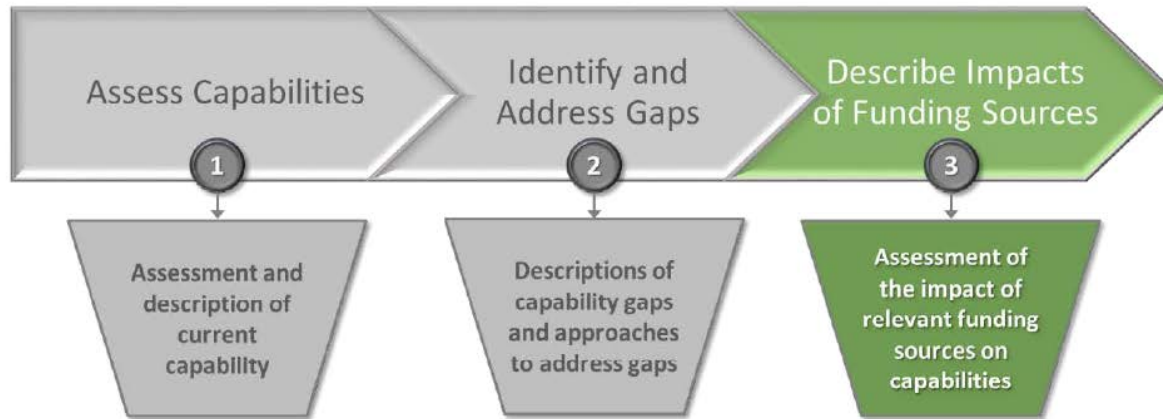 Assess Capabilities
Identify and
Address Gaps
Describe Impacts
of Funding Sources
1
2
3
Assessment and
description of
current
capability
Descriptions of
capability gaps
and approaches
to address gaps
Assessment of
the impact of
relevant funding
sources on
capabilities